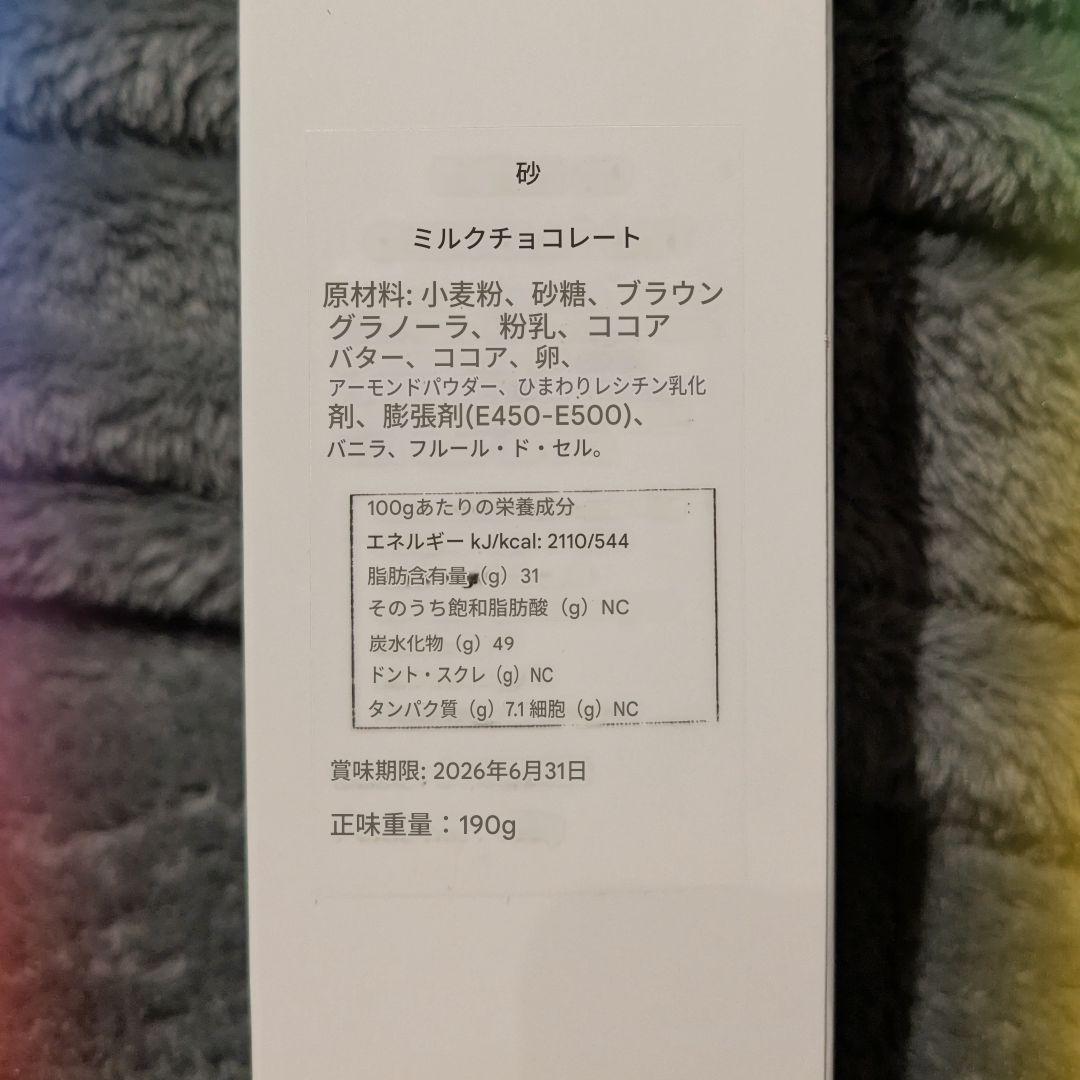 砂
ミルクチョコレート
原材料: 小麦粉、砂糖、ブラウン
グラノーラ、粉乳、ココア
バター、ココア、卵、
アーモンドパウダー、ひまわりレシチン乳化
剤、膨張剤(E450-E500)、
バニラ、フルール・ド・セル。
100gあたりの栄養成分 :
エネルギー kJ/kcal: 2110/544
脂肪含有量 (g) 31
そのうち飽和脂肪酸 (g) NC
炭水化物 (g) 49
ドント・スクレ (g) NC
タンパク質 (g) 7.1 細胞 (g) NC
賞味期限: 2026年6月31日
正味重量：190g